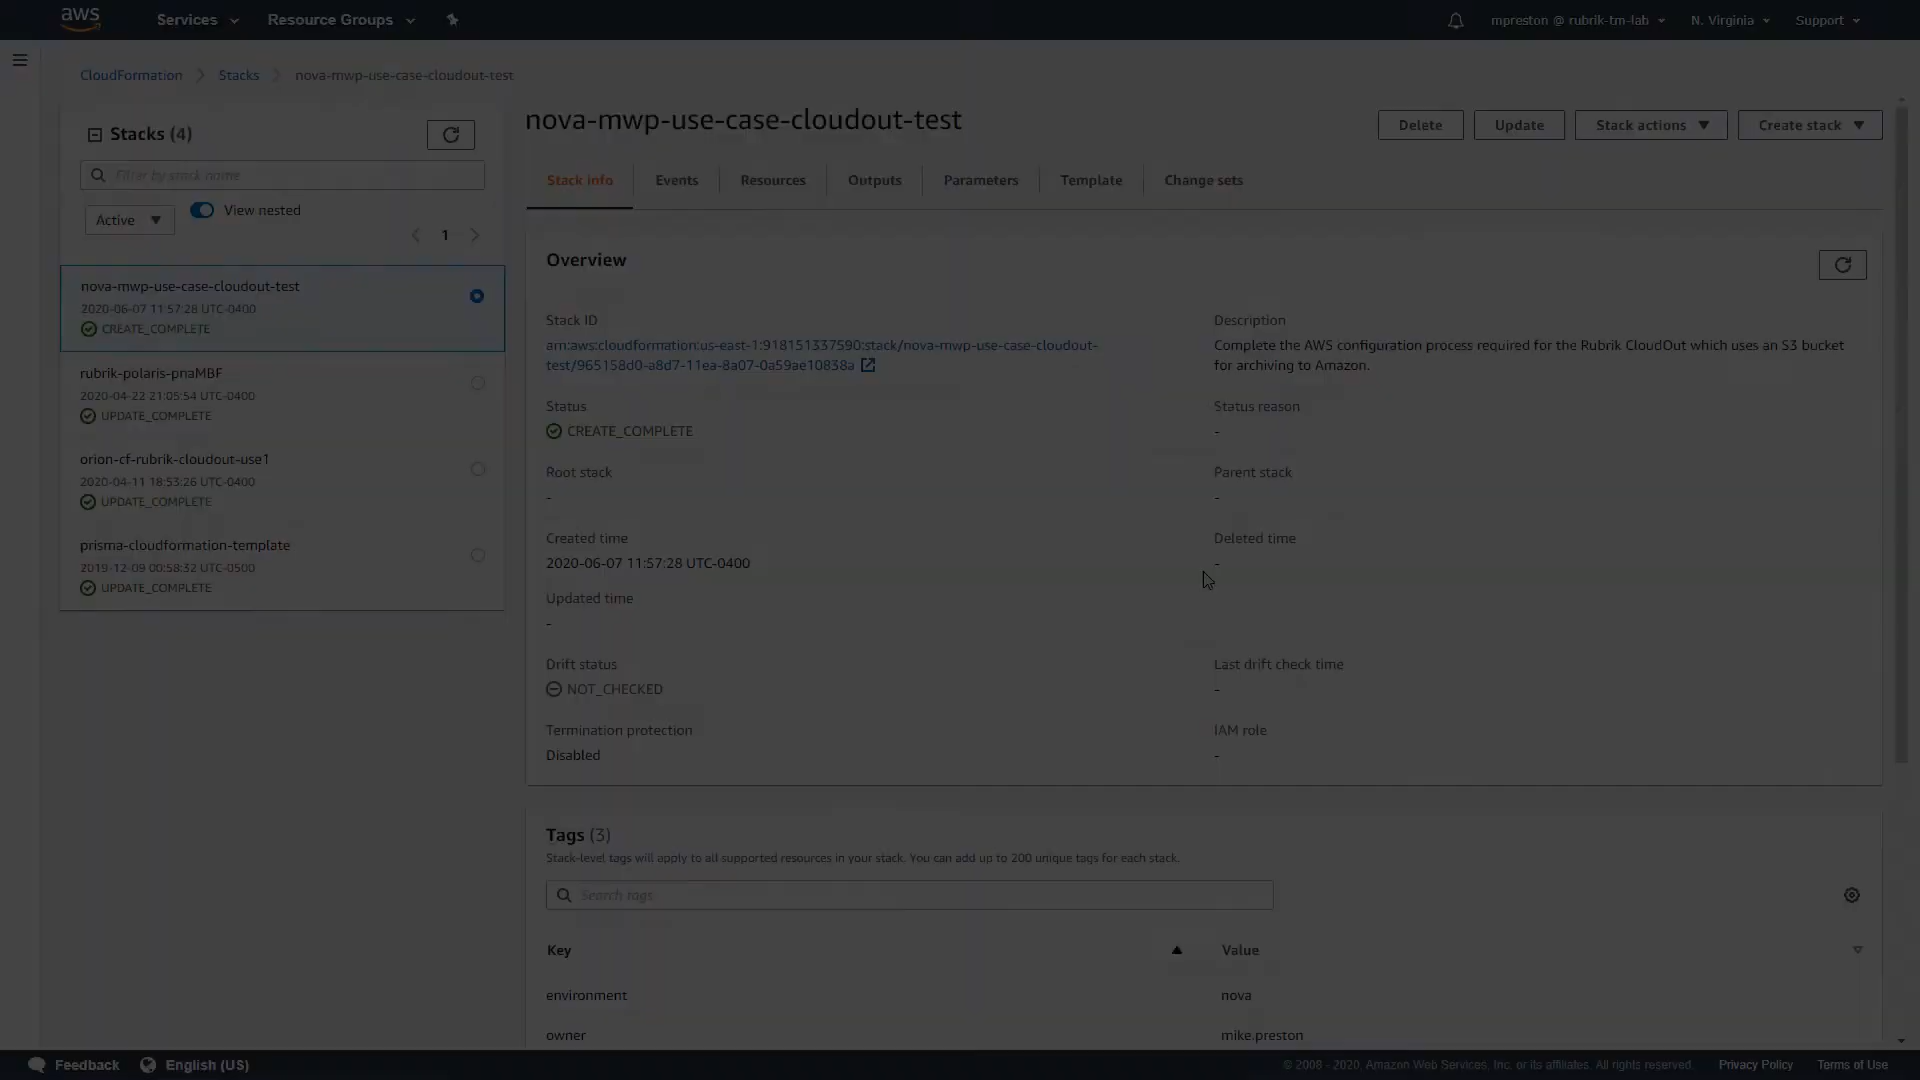 aws
Services
Resource Groups
mpreston @ rubrik-tm-lab
N. Virginia
Support
CloudFormation
Stacks
nova-mwp-use-case-cloudout-test
Stacks (4)
Filter by stack name
Active
View nested
1
nova-mwp-use-case-cloudout-test
2020-06-07 11:57:28 UTC-0400
CREATE_COMPLETE
rubrik-polaris-pnaMBF
2020-04-22 21:05:54 UTC-0400
UPDATE_COMPLETE
orion-cf-rubrik-cloudout-use1
2020-04-11 18:53:26 UTC-0400
UPDATE_COMPLETE
prisma-cloudformation-template
2019-12-09 00:58:32 UTC-0500
UPDATE_COMPLETE
nova-mwp-use-case-cloudout-test
Delete
Update
Stack actions
Create stack
Stack info
Events
Resources
Outputs
Parameters
Template
Change sets
Overview
Stack ID
arn:aws:cloudformation:us-east-1:918151337590:stack/nova-mwp-use-case-cloudout-
test/965158d0-a8d7-11ea-8a07-0a59ae10838a
Description
Complete the AWS configuration process required for the Rubrik CloudOut which uses an S3 bucket
for archiving to Amazon.
Status
CREATE_COMPLETE
Status reason
-
Root stack
-
Parent stack
-
Created time
2020-06-07 11:57:28 UTC-0400
Deleted time
-
Updated time
-
Drift status
NOT_CHECKED
Last drift check time
-
Termination protection
Disabled
IAM role
-
Tags (3)
Stack-level tags will apply to all supported resources in your stack. You can add up to 200 unique tags for each stack.
Search tags
Key
Value
environment
nova
owner
mike.preston
Feedback
English (US)
© 2008 - 2020, Amazon Web Services, Inc. or its affiliates. All rights reserved.
Privacy Policy
Terms of Use